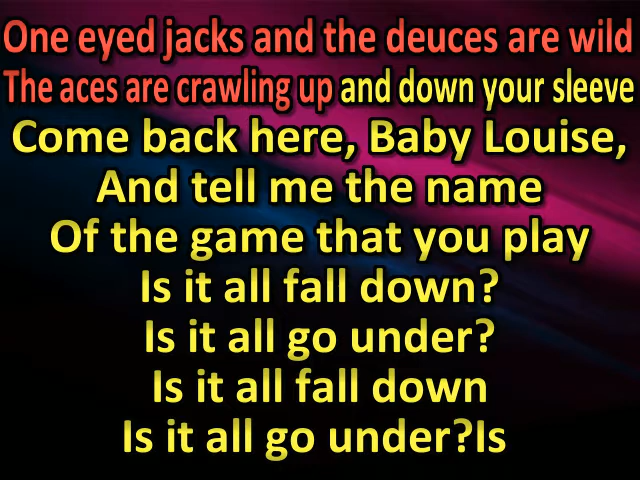 One eyed jacks and the deuces are wild
The aces are crawling up and down your sleeve
Come back here, Baby Louise,
And tell me the name
Of the game that you play
Is it all fall down?
Is it all go under?
Is it all fall down
Is it all go under?Is